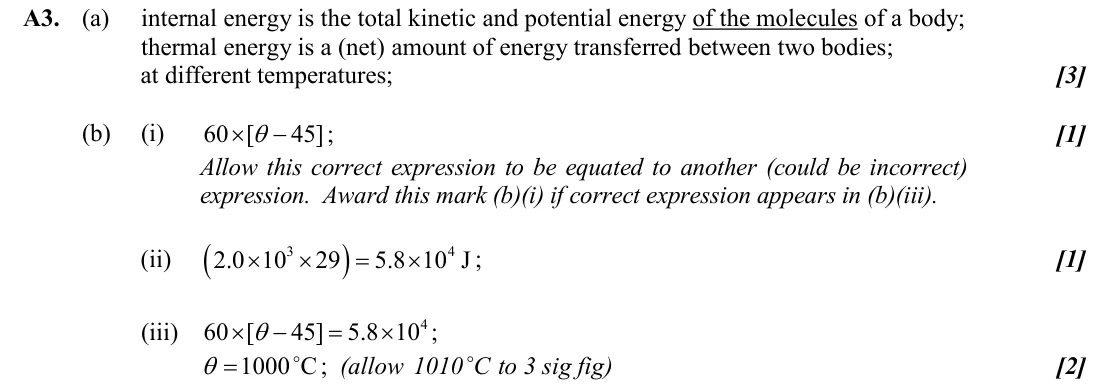 A3. (a) internal energy is the total kinetic and potential energy of the molecules of a body;
thermal energy is a (net) amount of energy transferred between two bodies;
at different temperatures; [3]
(b) (i) 60×[θ−45]; [1]
Allow this correct expression to be equated to another (could be incorrect)
expression. Award this mark (b)(i) if correct expression appears in (b)(iii).
(ii) (2.0×10³×29)=5.8×10⁴ J; [1]
(iii) 60×[θ−45]=5.8×10⁴;
θ=1000°C; (allow 1010°C to 3 sig fig) [2]